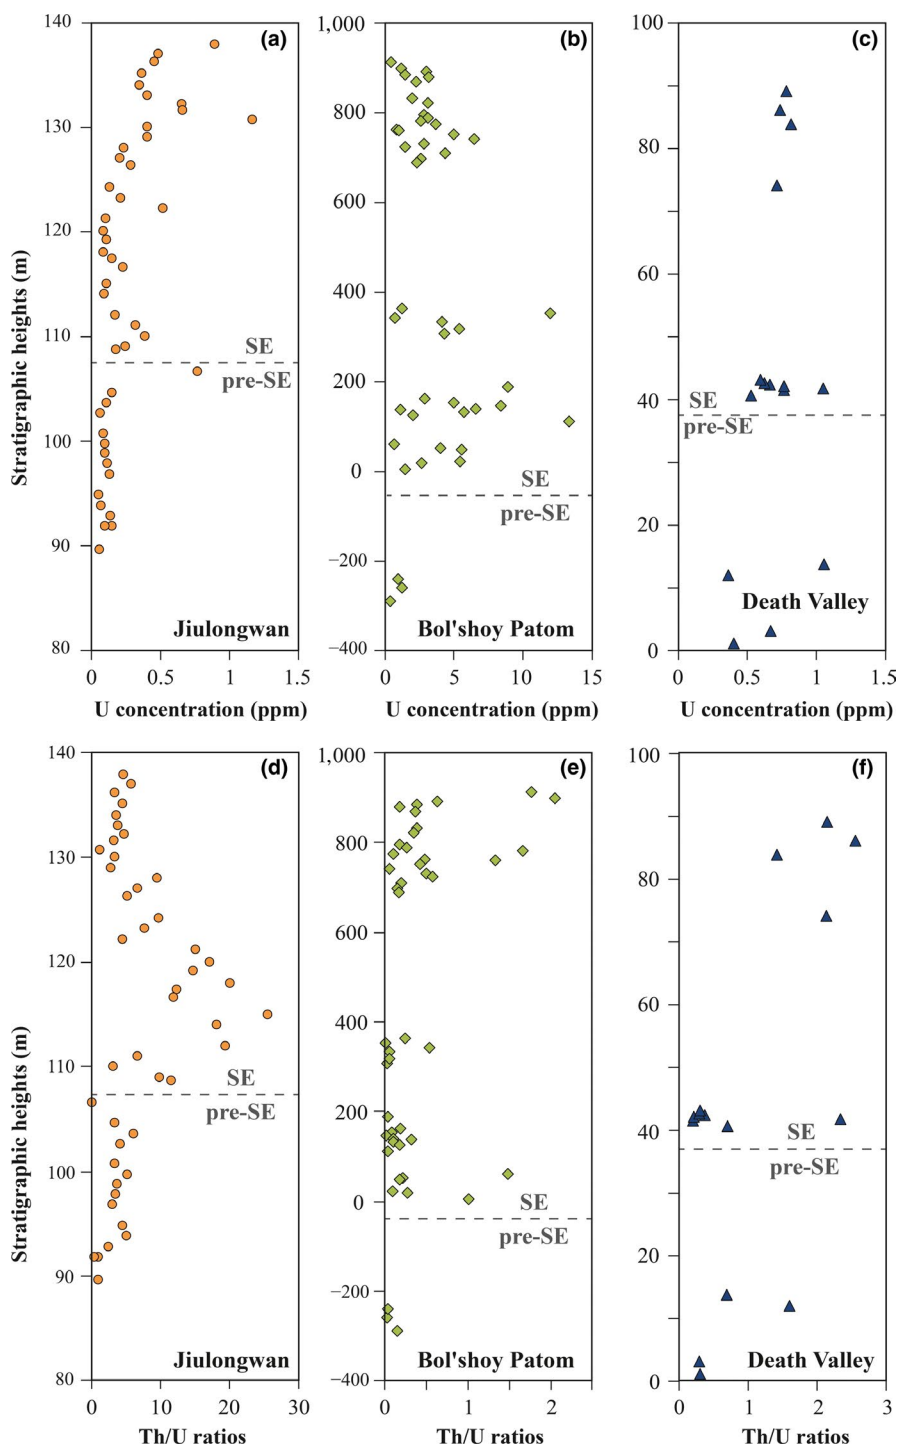 (a)
140
130
120
110
100
90
80
SE
pre-SE
Jiulongwan
0 0.5 1 1.5
U concentration (ppm)
Stratigraphic heights (m)
(b)
1,000
800
600
400
200
0
−200
−400
SE
pre-SE
Bol'shoy Patom
0 5 10 15
U concentration (ppm)
(c)
100
80
60
40
20
0
SE
pre-SE
Death Valley
0 0.5 1 1.5
U concentration (ppm)
(d)
140
130
120
110
100
90
80
SE
pre-SE
Jiulongwan
0 10 20 30
Th/U ratios
Stratigraphic heights (m)
(e)
1,000
800
600
400
200
0
−200
−400
SE
pre-SE
Bol'shoy Patom
0 1 2
Th/U ratios
(f)
100
80
60
40
20
0
SE
pre-SE
Death Valley
0 1 2 3
Th/U ratios